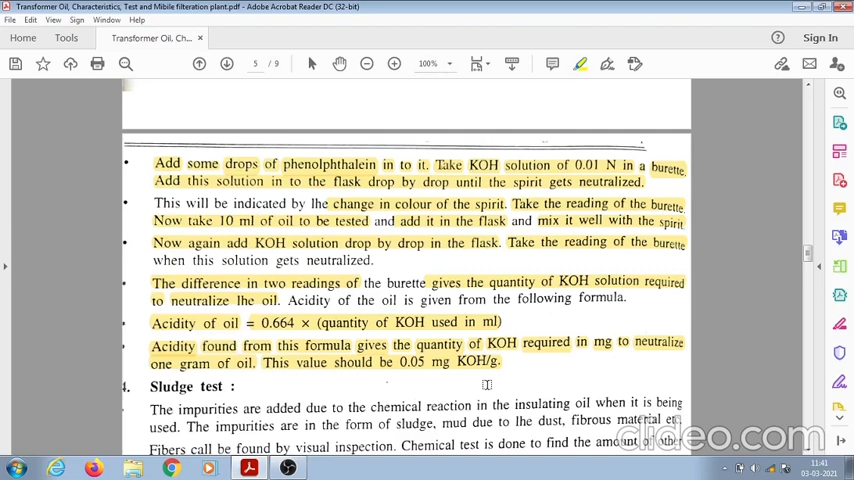 Transformer Oil, Characteristics, Test and Mibile filteration plant.pdf - Adobe Acrobat Reader DC (32-bit)
File Edit View Sign Window Help
Home Tools Transformer Oil, Ch... × Sign In
5 / 9 100%
• Add some drops of phenolphthalein in to it. Take KOH solution of 0.01 N in a burette.
Add this solution in to the flask drop by drop until the spirit gets neutralized.
• This will be indicated by lhe change in colour of the spirit. Take the reading of the burette.
Now take 10 ml of oil to be tested and add it in the flask and mix it well with the spirit
• Now again add KOH solution drop by drop in the flask. Take the reading of the burette
when this solution gets neutralized.
• The difference in two readings of the burette gives the quantity of KOH solution required
to neutralize lhe oil. Acidity of the oil is given from the following formula.
• Acidity of oil = 0.664 × (quantity of KOH used in ml)
• Acidity found from this formula gives the quantity of KOH required in mg to neutralize
one gram of oil. This value should be 0.05 mg KOH/g.
4. Sludge test :
The impurities are added due to the chemical reaction in the insulating oil when it is being
used. The impurities are in the form of sludge, mud due to lhe dust, fibrous material etc.
Fibers call be found by visual inspection. Chemical test is done to find the amount of other
clideo.com
11:41
03-03-2021